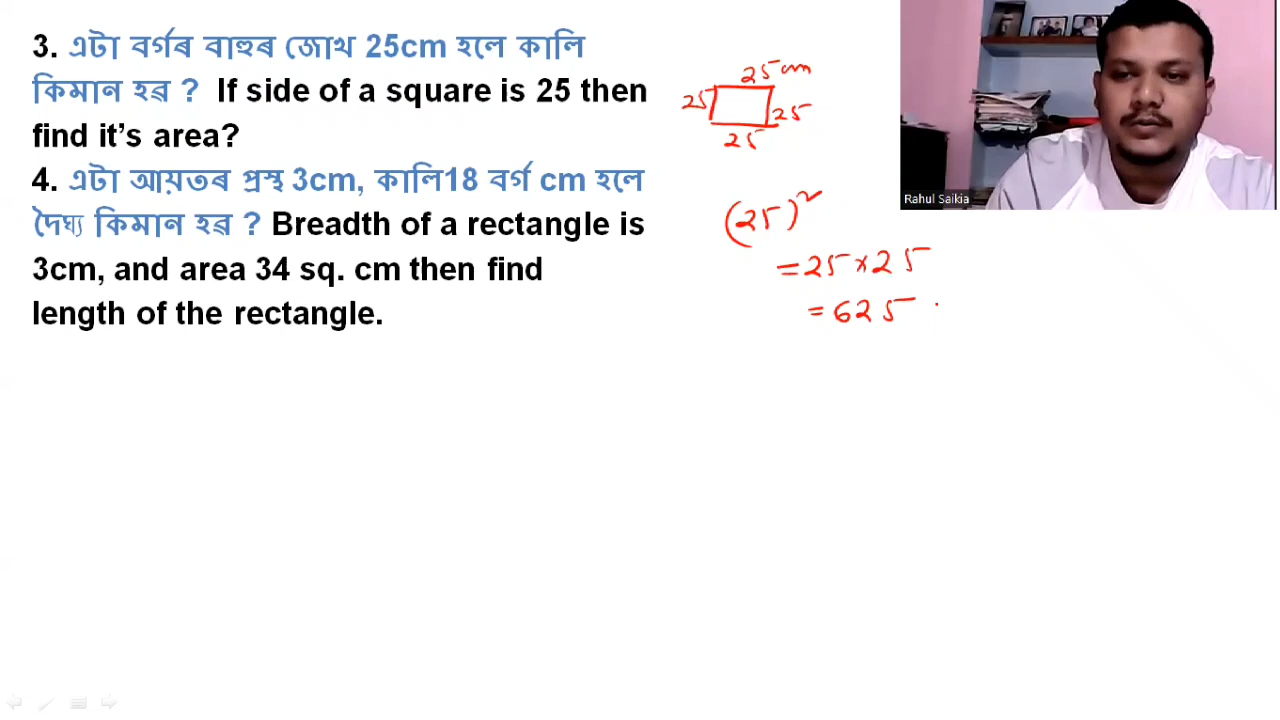 3. এটা বৰ্গৰ বাহুৰ জোখ 25cm হলে কালি
কিমান হৱ ? If side of a square is 25 then
find it’s area?
4. এটা আয়তৰ প্ৰস্থ 3cm, কালি18 বৰ্গ cm হলে
দৈঘ্য কিমান হৱ ? Breadth of a rectangle is
3cm, and area 34 sq. cm then find
length of the rectangle.
25cm
25
25
25
(25)²
=25×25
=625
Rahul Saikia